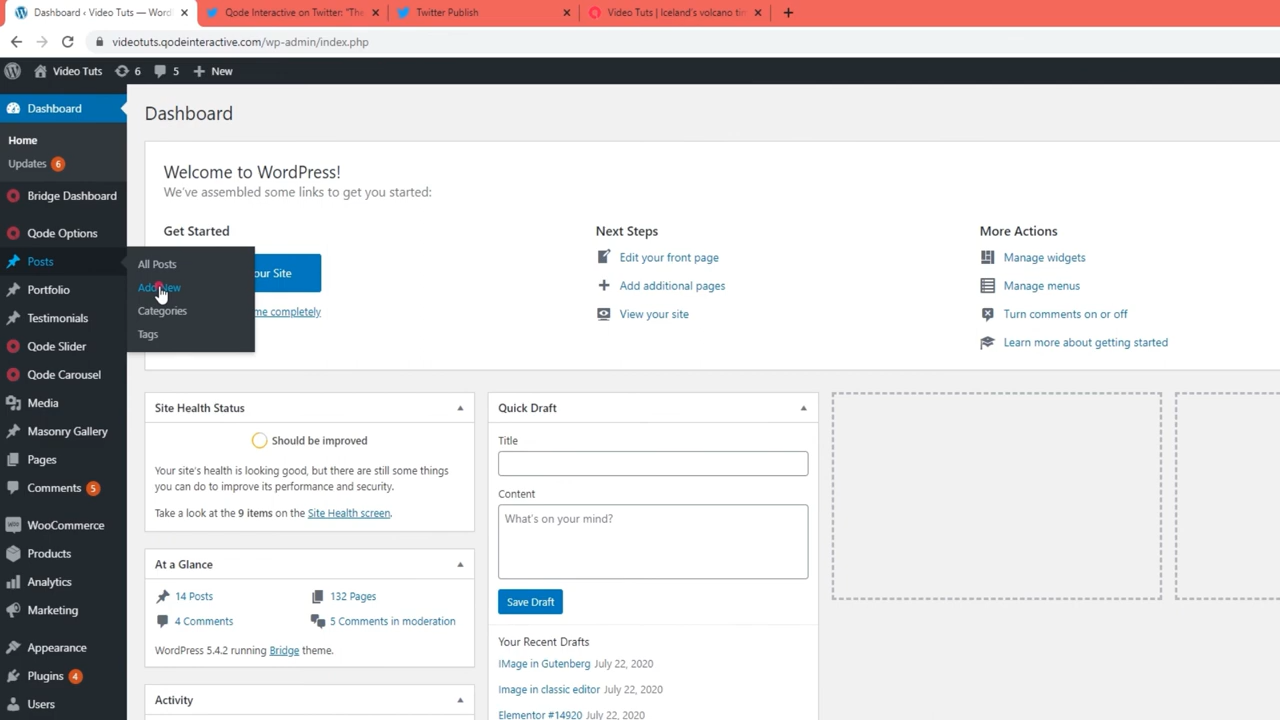 Dashboard ‹ Video Tuts — Word
Qode Interactive on Twitter: "The
Twitter Publish
Video Tuts | Iceland's volcano tin
videotuts.qodeinteractive.com/wp-admin/index.php
Video Tuts 6 5 New
Dashboard
Home
Updates 6
Bridge Dashboard
Qode Options
Posts
Portfolio
Testimonials
Qode Slider
Qode Carousel
Media
Masonry Gallery
Pages
Comments 5
WooCommerce
Products
Analytics
Marketing
Appearance
Plugins 4
Users
All Posts
Add New
Categories
Tags
Dashboard
Welcome to WordPress!
We've assembled some links to get you started:
Get Started
our Site
me completely
Next Steps
Edit your front page
Add additional pages
View your site
More Actions
Manage widgets
Manage menus
Turn comments on or off
Learn more about getting started
Site Health Status
Should be improved
Your site's health is looking good, but there are still some things
you can do to improve its performance and security.
Take a look at the 9 items on the Site Health screen.
At a Glance
14 Posts
132 Pages
4 Comments
5 Comments in moderation
WordPress 5.4.2 running Bridge theme.
Activity
Quick Draft
Title
Content
What's on your mind?
Save Draft
Your Recent Drafts
IMage in Gutenberg July 22, 2020
Image in classic editor July 22, 2020
Elementor #14920 July 22, 2020